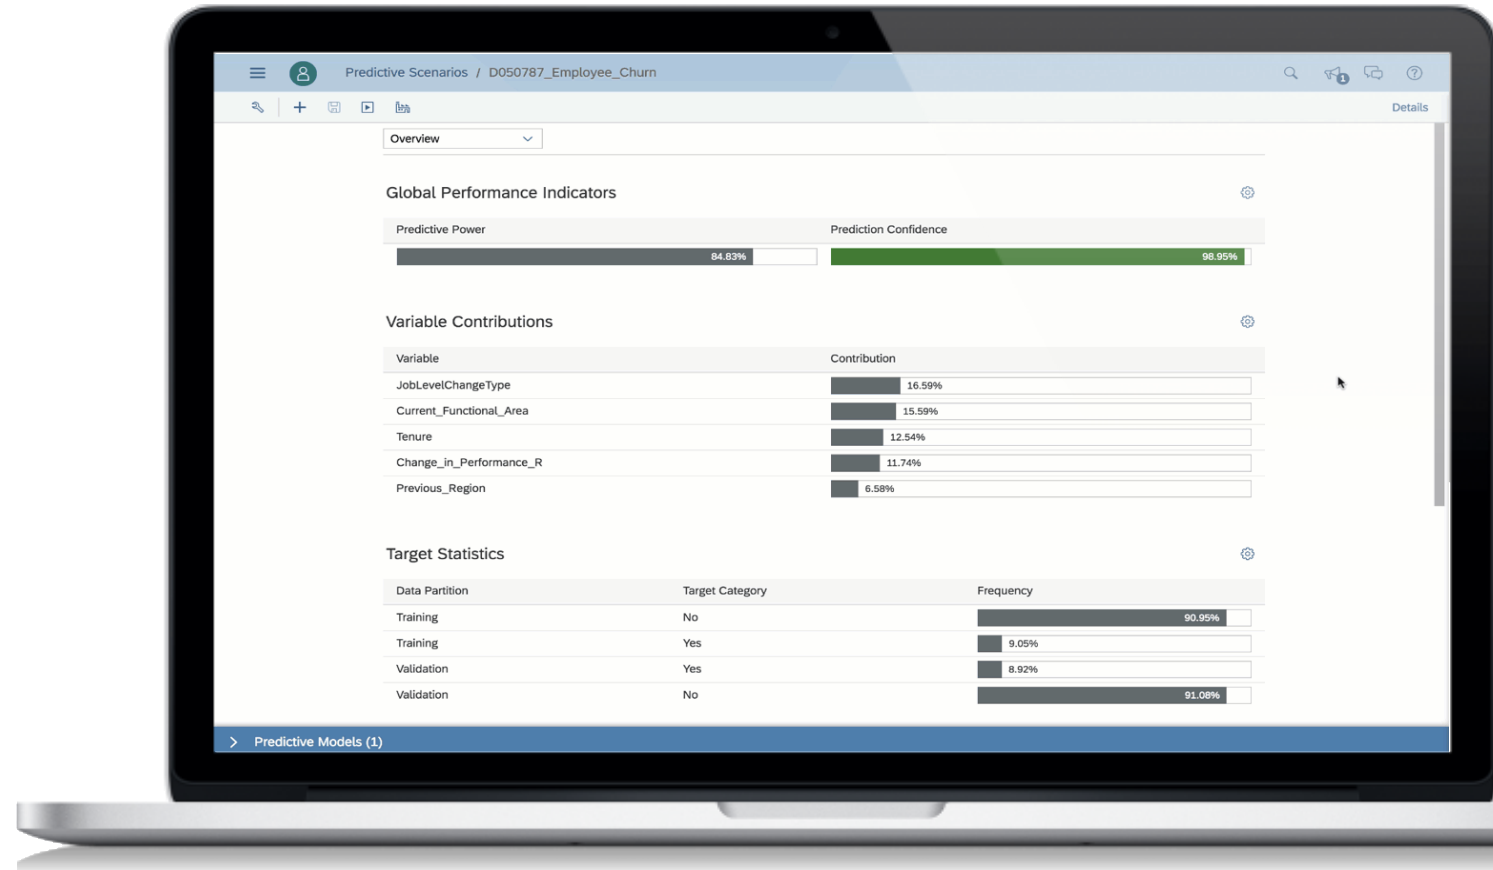 Predictive Scenarios / D050787_Employee_Churn
1
Details
Overview
Global Performance Indicators
Predictive Power Prediction Confidence
84.83% 98.95%
Variable Contributions
Variable Contribution
JobLevelChangeType 16.59%
Current_Functional_Area 15.59%
Tenure 12.54%
Change_in_Performance_R 11.74%
Previous_Region 6.58%
Target Statistics
Data Partition Target Category Frequency
Training No 90.95%
Training Yes 9.05%
Validation Yes 8.92%
Validation No 91.08%
Predictive Models (1)